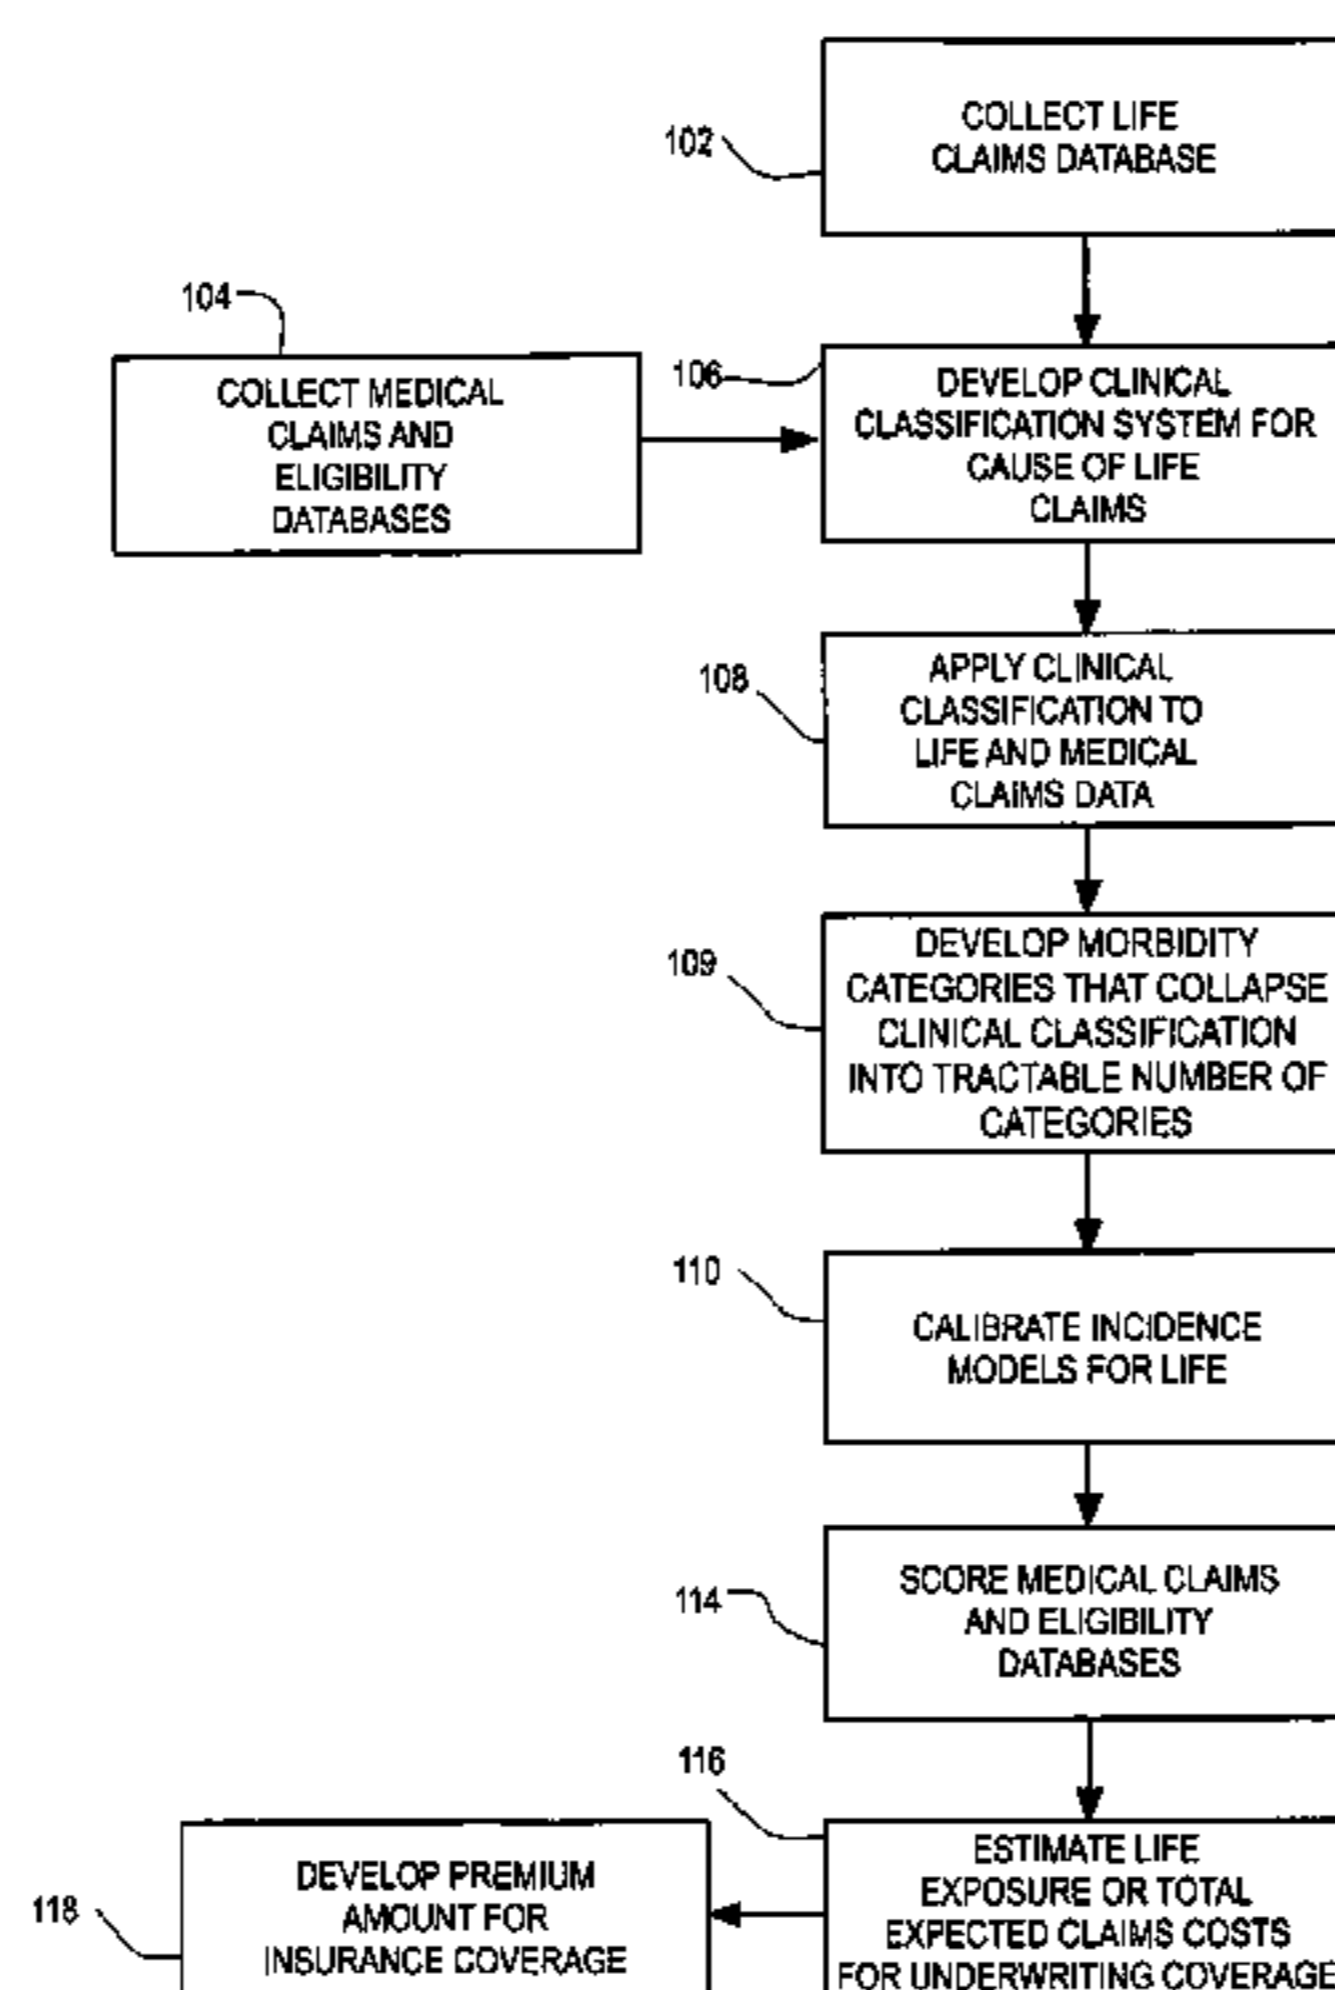 102
COLLECT LIFE
CLAIMS DATABASE
104
COLLECT MEDICAL
CLAIMS AND
ELIGIBILITY
DATABASES
106
DEVELOP CLINICAL
CLASSIFICATION SYSTEM FOR
CAUSE OF LIFE
CLAIMS
108
APPLY CLINICAL
CLASSIFICATION TO
LIFE AND MEDICAL
CLAIMS DATA
109
DEVELOP MORBIDITY
CATEGORIES THAT COLLAPSE
CLINICAL CLASSIFICATION
INTO TRACTABLE NUMBER OF
CATEGORIES
110
CALIBRATE INCIDENCE
MODELS FOR LIFE
114
SCORE MEDICAL CLAIMS
AND ELIGIBILITY
DATABASES
116
ESTIMATE LIFE
EXPOSURE OR TOTAL
EXPECTED CLAIMS COSTS
FOR UNDERWRITING COVERAGE
118
DEVELOP PREMIUM
AMOUNT FOR
INSURANCE COVERAGE